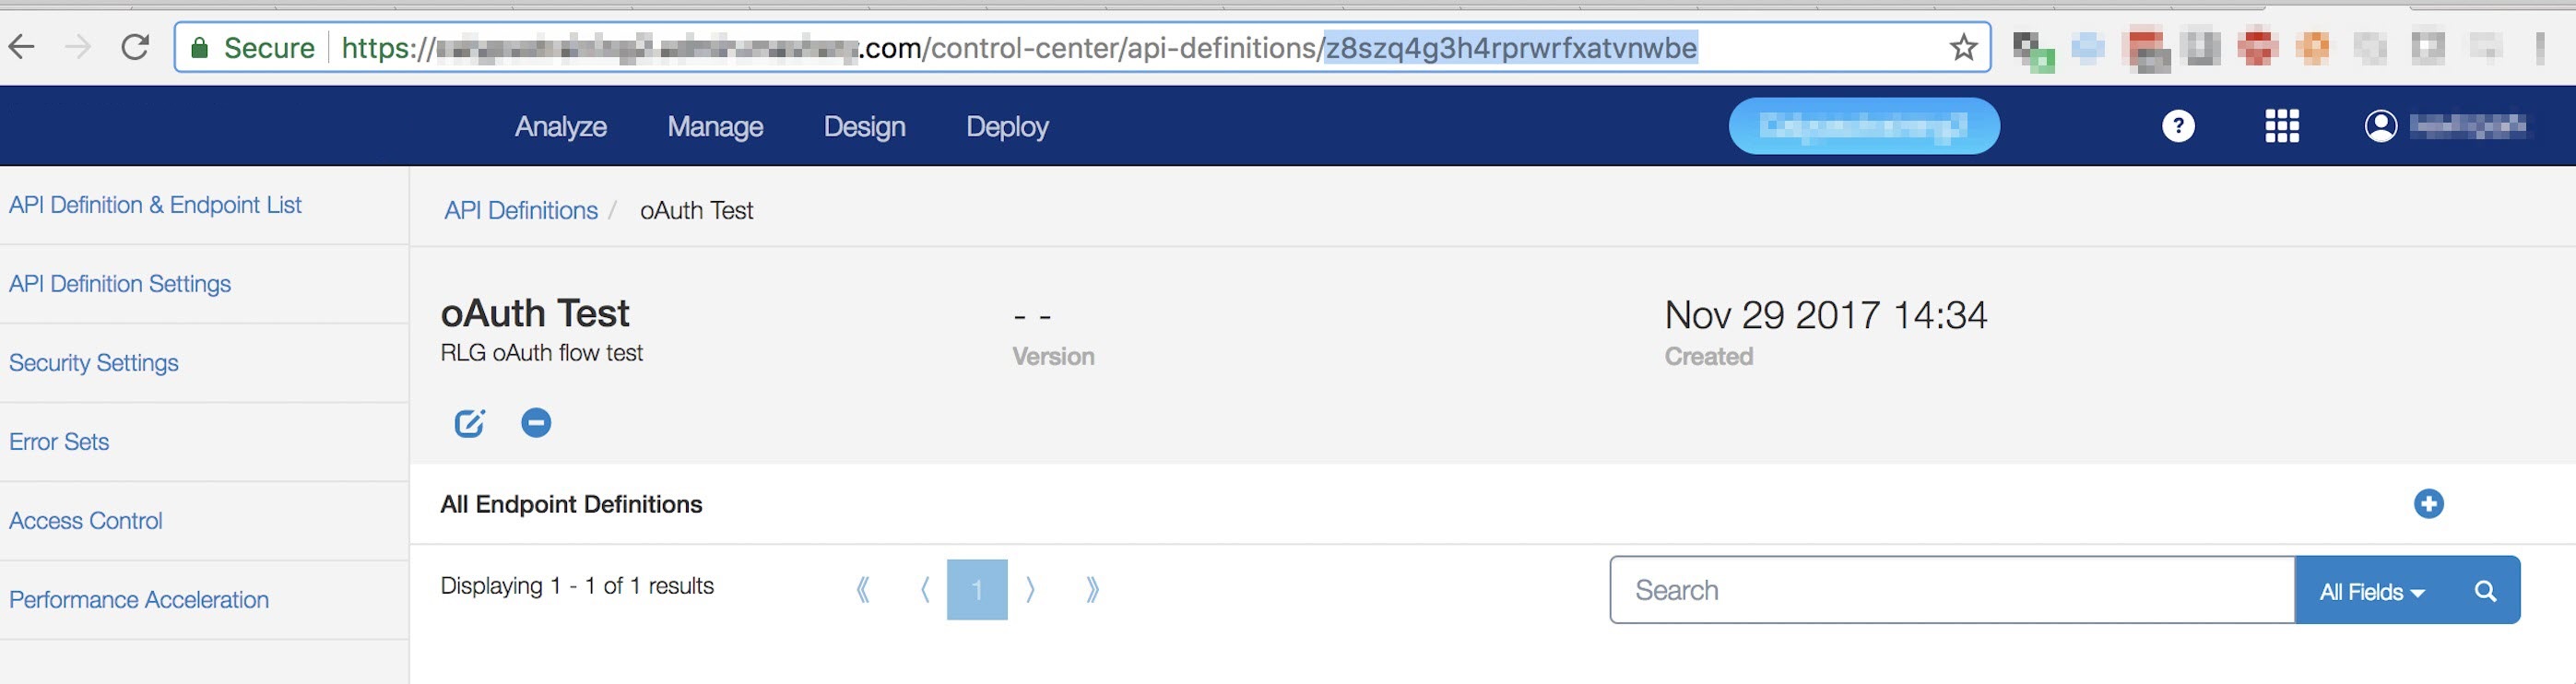 Secure https:// .com/control-center/api-definitions/z8szq4g3h4rprwrfxatvnwbe
Analyze Manage Design Deploy ?
API Definition & Endpoint List
API Definition Settings
Security Settings
Error Sets
Access Control
Performance Acceleration
API Definitions / oAuth Test
oAuth Test
RLG oAuth flow test
- -
Version
Nov 29 2017 14:34
Created
All Endpoint Definitions
Displaying 1 - 1 of 1 results
《 〈 1 〉 》
Search
All Fields